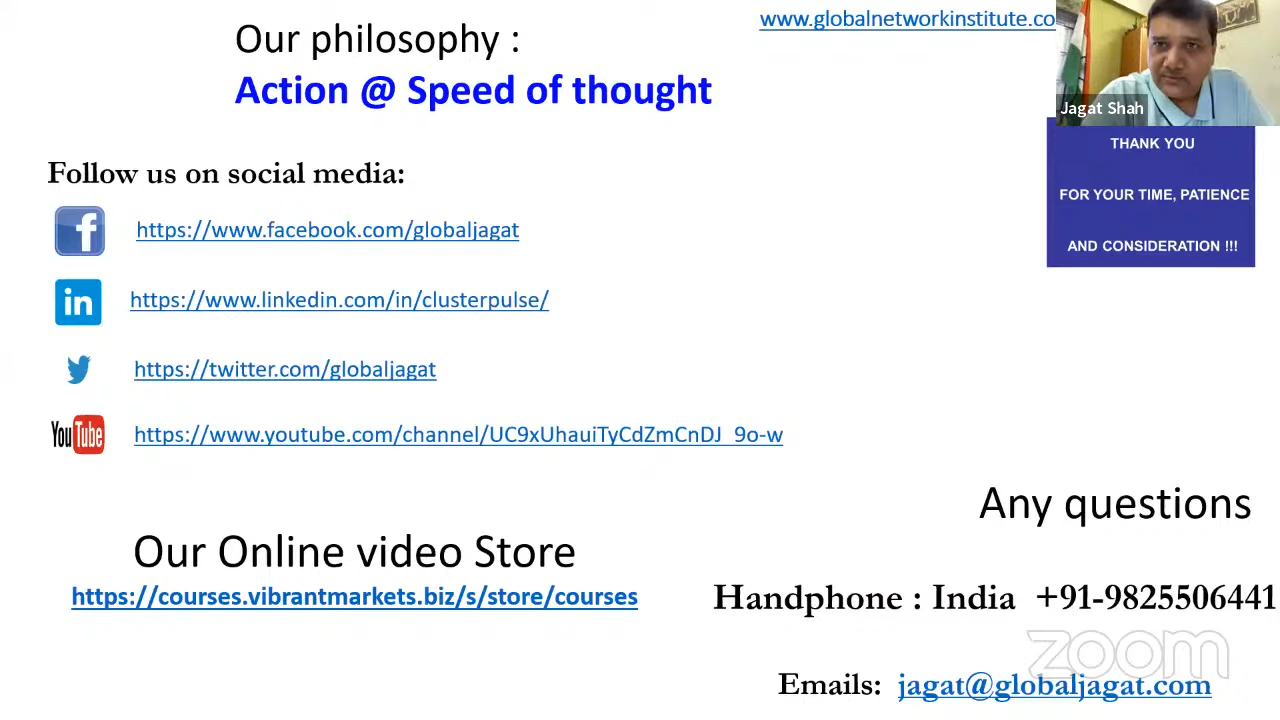 Our philosophy :
www.globalnetworkinstitute.co
Action @ Speed of thought
Jagat Shah
THANK YOU
FOR YOUR TIME, PATIENCE
AND CONSIDERATION !!!
Follow us on social media:
f https://www.facebook.com/globaljagat
in https://www.linkedin.com/in/clusterpulse/
https://twitter.com/globaljagat
YouTube https://www.youtube.com/channel/UC9xUhauiTyCdZmCnDJ_9o-w
Any questions
Our Online video Store
https://courses.vibrantmarkets.biz/s/store/courses
Handphone : India +91-9825506441
zoom
Emails: jagat@globaljagat.com